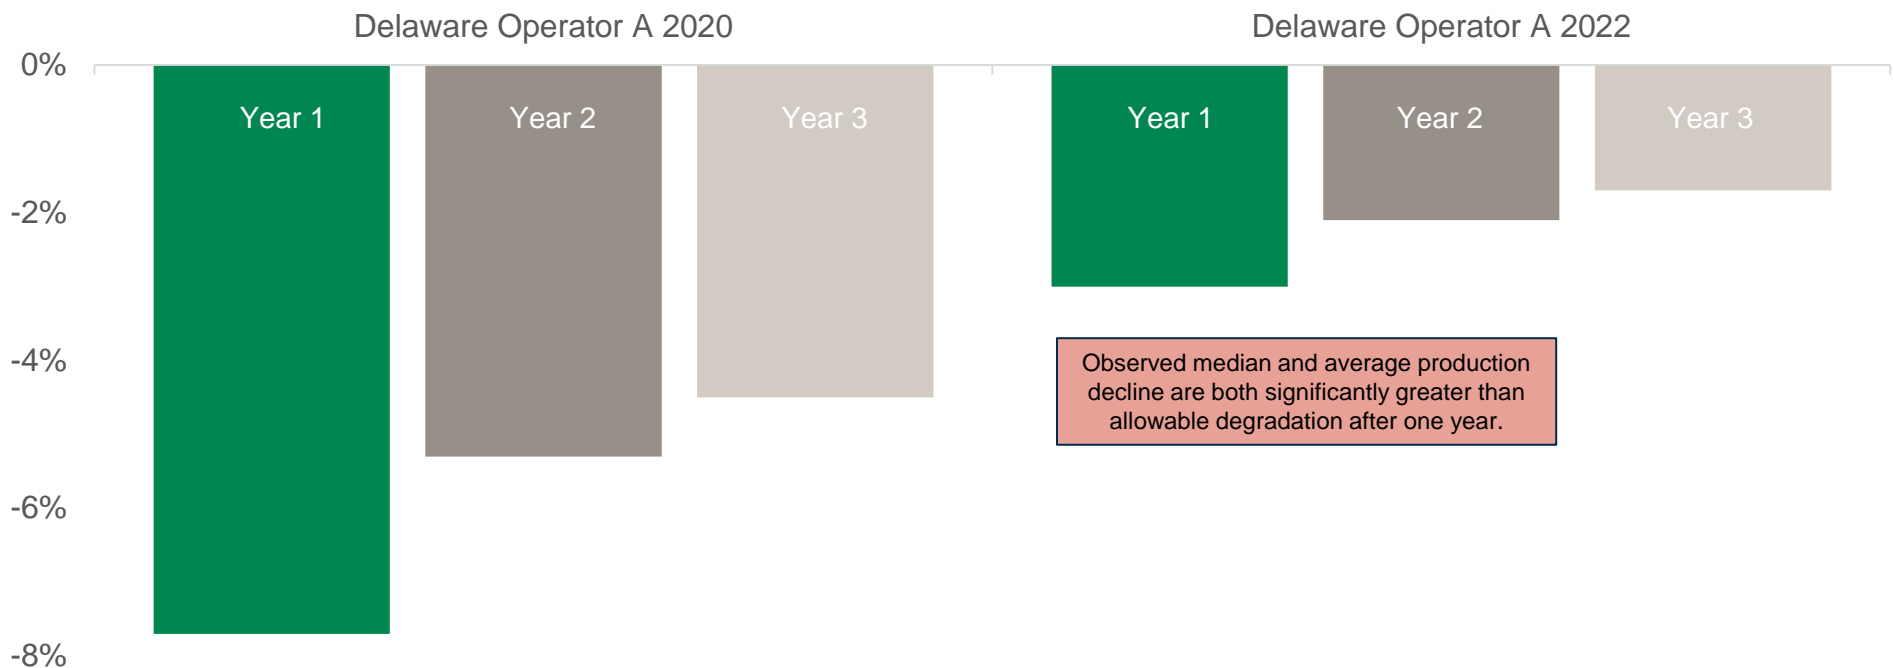 Delaware Operator A 2020
Delaware Operator A 2022
0%
Year 1
Year 2
Year 3
Year 1
Year 2
Year 3
-2%
-4%
Observed median and average production
decline are both significantly greater than
allowable degradation after one year.
-6%
-8%